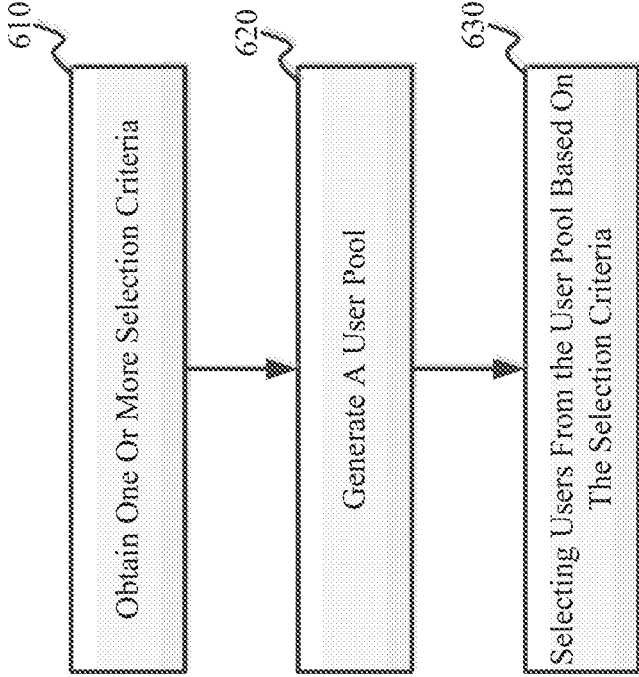 610
Obtain One Or More Selection Criteria
620
Generate A User Pool
630
Selecting Users From the User Pool Based On
The Selection Criteria